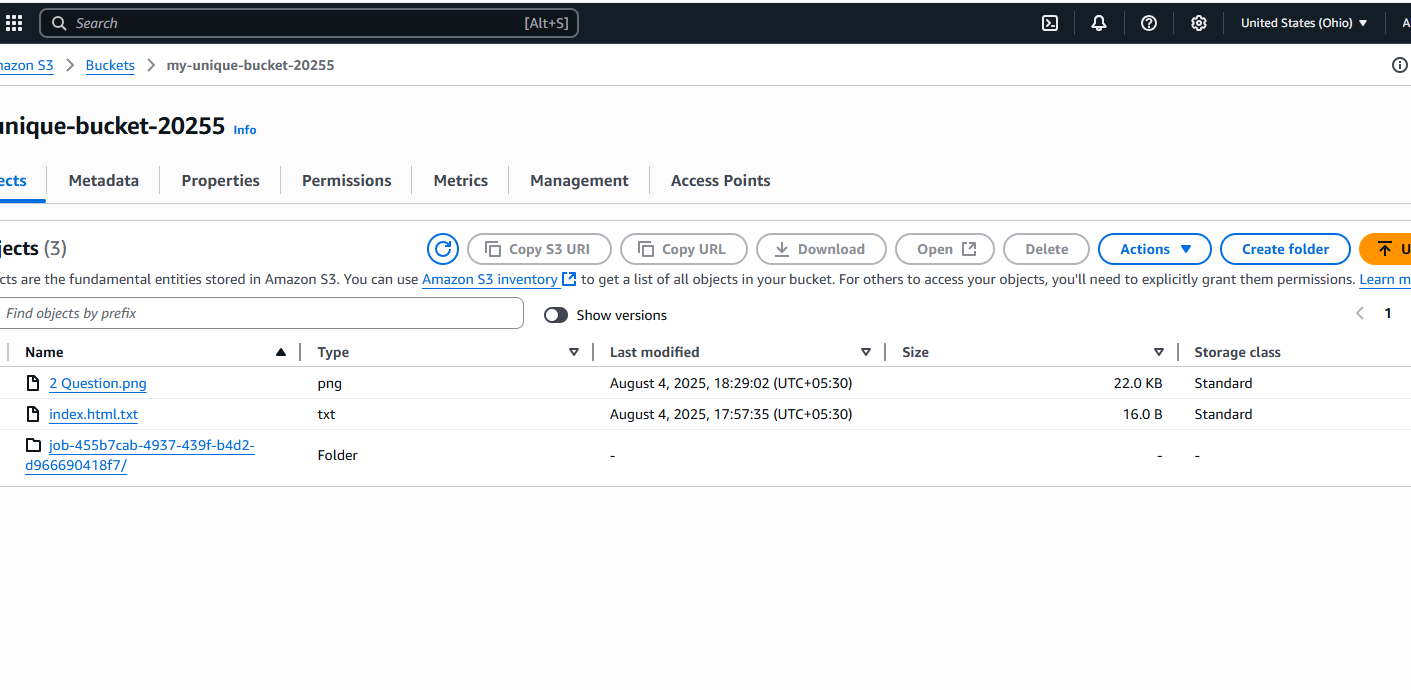 Search [Alt+S] United States (Ohio) A
mazon S3 Buckets my-unique-bucket-20255
unique-bucket-20255 Info
ects Metadata Properties Permissions Metrics Management Access Points
jects (3) Copy S3 URI Copy URL Download Open Delete Actions Create folder U
cts are the fundamental entities stored in Amazon S3. You can use Amazon S3 inventory to get a list of all objects in your bucket. For others to access your objects, you'll need to explicitly grant them permissions. Learn m
Find objects by prefix Show versions 1
Name Type Last modified Size Storage class
2 Question.png png August 4, 2025, 18:29:02 (UTC+05:30) 22.0 KB Standard
index.html.txt txt August 4, 2025, 17:57:35 (UTC+05:30) 16.0 B Standard
job-455b7cab-4937-439f-b4d2-
d966690418f7/ Folder - - -